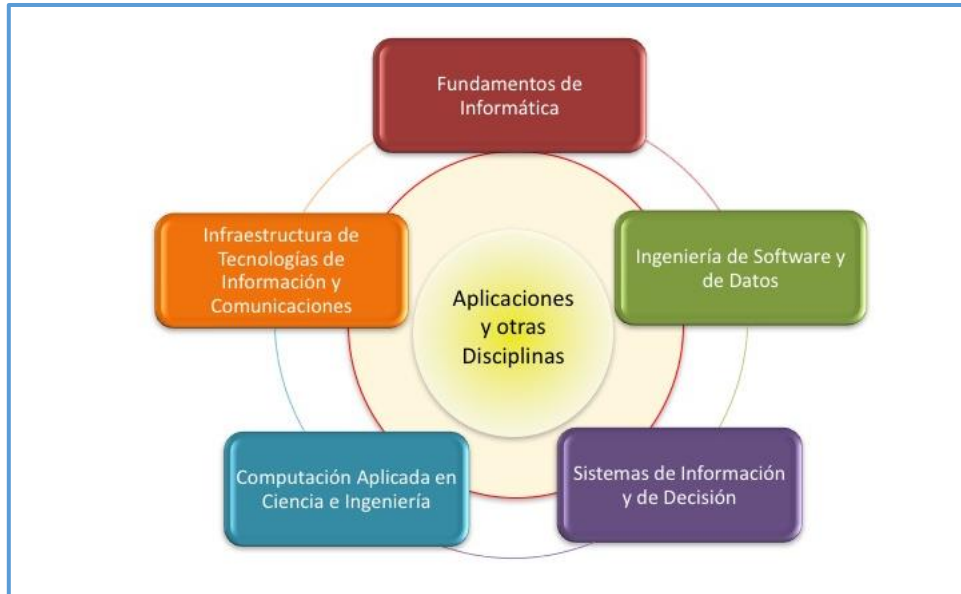 Fundamentos de
Informática
Infraestructura de
Tecnologías de
Información y
Comunicaciones
Ingeniería de Software y
de Datos
Aplicaciones
y otras
Disciplinas
Computación Aplicada en
Ciencia e Ingeniería
Sistemas de Información
y de Decisión